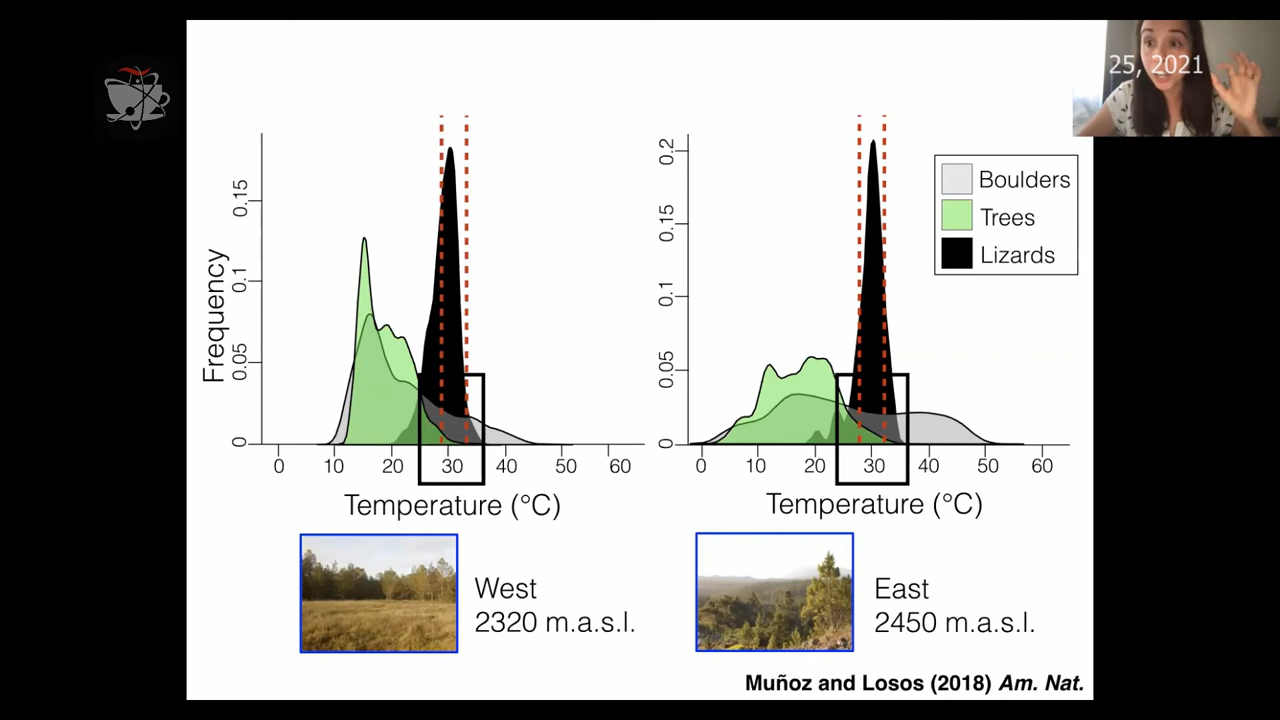 25, 2021
Boulders
Trees
Lizards
Frequency
0 0.05 0.1 0.15
0 10 20 30 40 50 60
Temperature (°C)
0 0.05 0.1 0.15 0.2
0 10 20 30 40 50 60
Temperature (°C)
West
2320 m.a.s.l.
East
2450 m.a.s.l.
Muñoz and Losos (2018) Am. Nat.